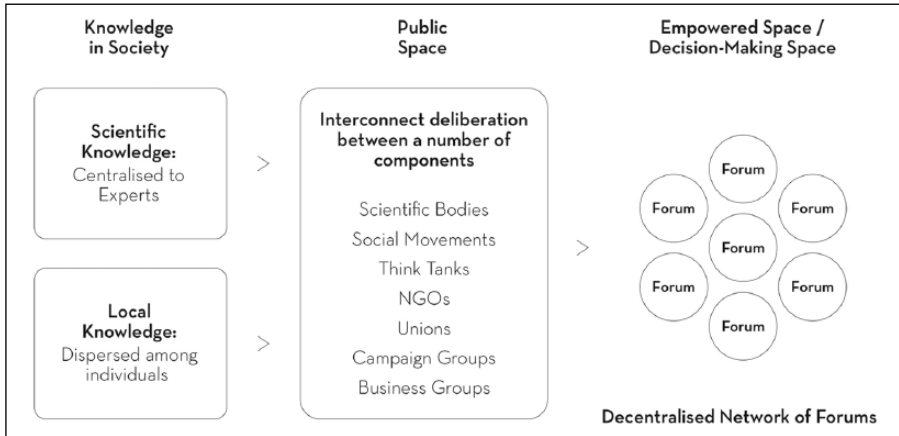 Knowledge
in Society
Public
Space
Empowered Space /
Decision-Making Space
Scientific
Knowledge:
Centralised to
Experts
>
Local
Knowledge:
Dispersed among
individuals
>
Interconnect deliberation
between a number of
components
Scientific Bodies
Social Movements
Think Tanks
NGOs
Unions
Campaign Groups
Business Groups
>
Forum
Forum
Forum
Forum
Forum
Forum
Forum
Decentralised Network of Forums